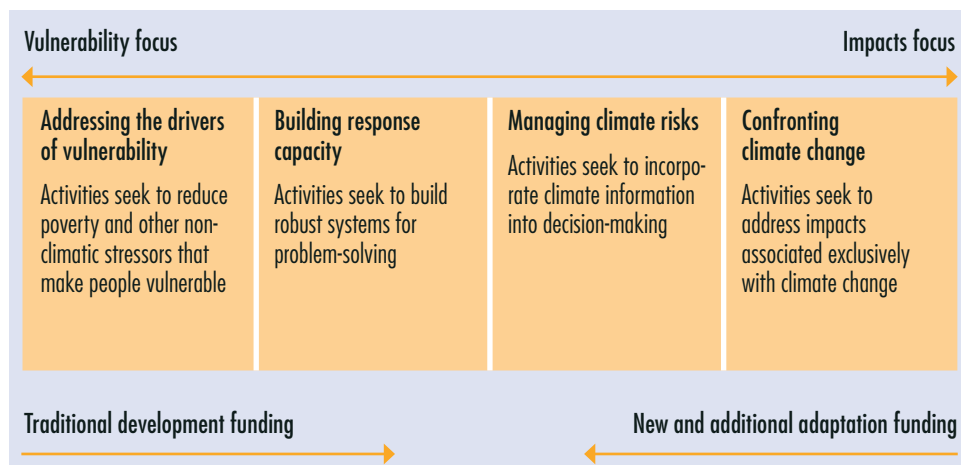 Vulnerability focus
Impacts focus
Addressing the drivers
of vulnerability
Activities seek to reduce
poverty and other non-
climatic stressors that
make people vulnerable
Building response
capacity
Activities seek to build
robust systems for
problem-solving
Managing climate risks
Activities seek to incorpo-
rate climate information
into decision-making
Confronting
climate change
Activities seek to
address impacts
associated exclusively
with climate change
Traditional development funding
New and additional adaptation funding